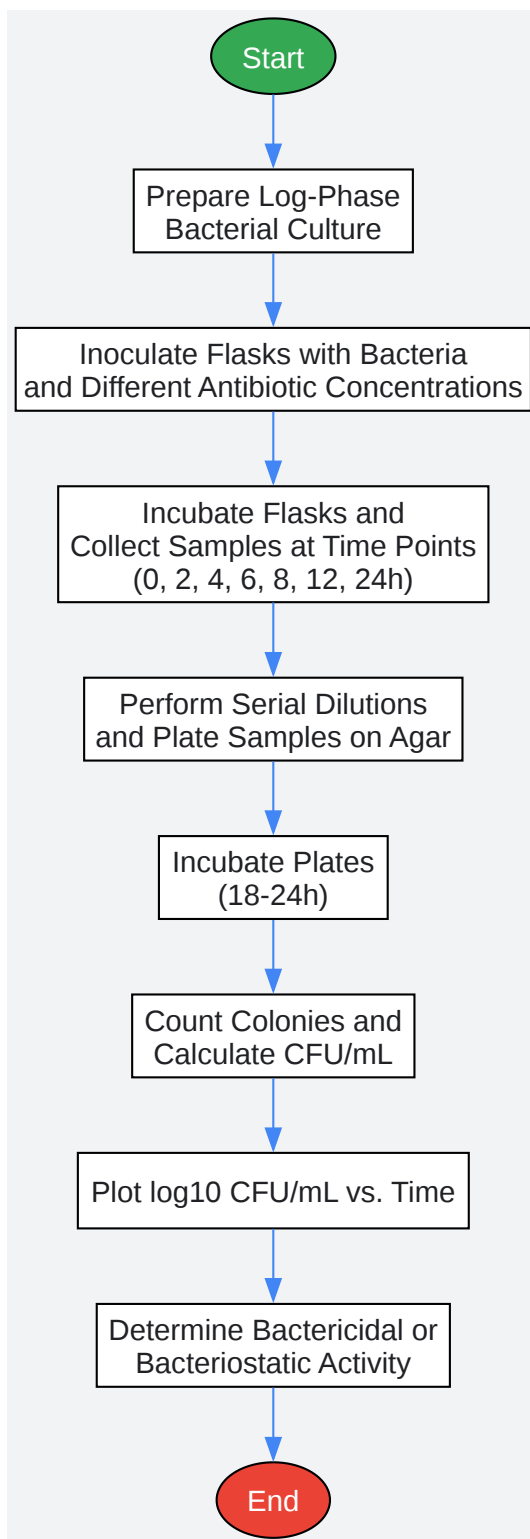 Start
Prepare Log-Phase
Bacterial Culture
Inoculate Flasks with Bacteria
and Different Antibiotic Concentrations
Incubate Flasks and
Collect Samples at Time Points
(0, 2, 4, 6, 8, 12, 24h)
Perform Serial Dilutions
and Plate Samples on Agar
Incubate Plates
(18-24h)
Count Colonies and
Calculate CFU/mL
Plot log10 CFU/mL vs. Time
Determine Bactericidal or
Bacteriostatic Activity
End